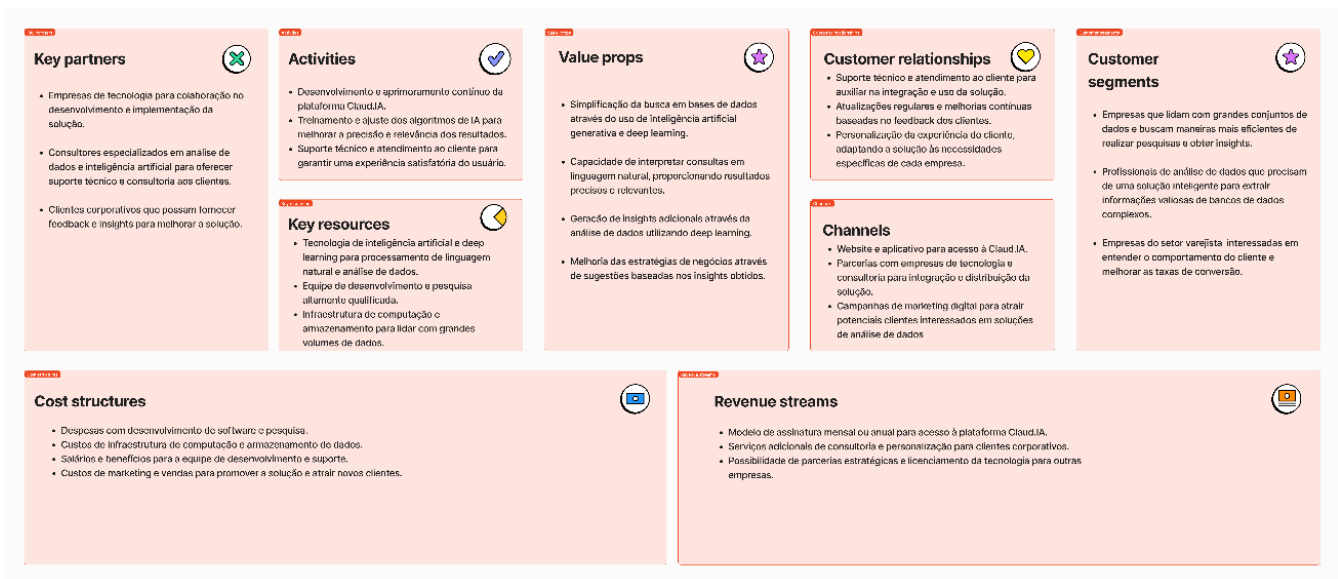 Key partners
Key partners
Empresas de tecnologia para colaboração no
desenvolvimento e implementação da
solução.
Consultores especializados em análise de
dados e inteligência artificial para oferecer
suporte técnico e consultoria aos clientes.
Clientes corporativos que possam fornecer
feedback e insights para melhorar a solução.
Activities
Activities
Desenvolvimento e aprimoramento contínuo da
plataforma Claud.IA.
Treinamento e ajuste dos algoritmos de IA para
melhorar a precisão e relevância dos resultados.
Suporte técnico e atendimento ao cliente para
garantir uma experiência satisfatória do usuário.
Key resources
Key resources
Tecnologia de inteligência artificial e deep
learning para processamento de linguagem
natural e análise de dados.
Equipe de desenvolvimento e pesquisa
altamente qualificada.
Infraestrutura de computação e
armazenamento para lidar com grandes
volumes de dados.
Value props
Value props
Simplificação da busca em bases de dados
através do uso de inteligência artificial
generativa e deep learning.
Capacidade de interpretar consultas em
linguagem natural, proporcionando resultados
precisos e relevantes.
Geração de insights adicionais através da
análise de dados utilizando deep learning.
Melhoria das estratégias de negócios através
de sugestões baseadas nos insights obtidos.
Customer relationships
Customer relationships
Suporte técnico e atendimento ao cliente para
auxiliar na integração e uso da solução.
Atualizações regulares e melhorias contínuas
baseadas no feedback dos clientes.
Personalização da experiência do cliente,
adaptando a solução às necessidades
específicas de cada empresa.
Channels
Channels
Website e aplicativo para acesso à Claud.IA.
Parcerias com empresas de tecnologia e
consultoria para integração e distribuição da
solução.
Campanhas de marketing digital para atrair
potenciais clientes interessados em soluções
de análise de dados
Customer segments
Customer
segments
Empresas que lidam com grandes conjuntos de
dados e buscam maneiras mais eficientes de
realizar pesquisas e obter insights.
Profissionais de análise de dados que precisam
de uma solução inteligente para extrair
informações valiosas de bancos de dados
complexos.
Empresas do setor varejista interessadas em
entender o comportamento do cliente e
melhorar as taxas de conversão.
Cost structures
Despesas com desenvolvimento de software e pesquisa.
Custos de infraestrutura de computação e armazenamento de dados.
Salários e benefícios para a equipe de desenvolvimento e suporte.
Custos de marketing e vendas para promover a solução e atrair novos clientes.
Revenue streams
Revenue streams
Modelo de assinatura mensal ou anual para acesso à plataforma Claud.IA.
Serviços adicionais de consultoria e personalização para clientes corporativos.
Possibilidade de parcerias estratégicas e licenciamento da tecnologia para outras
empresas.